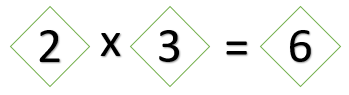 2 x 3 = 6